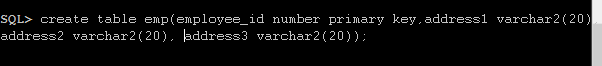 SQL> create table emp(employee_id number primary key,address1 varchar2(20)
address2 varchar2(20), address3 varchar2(20));